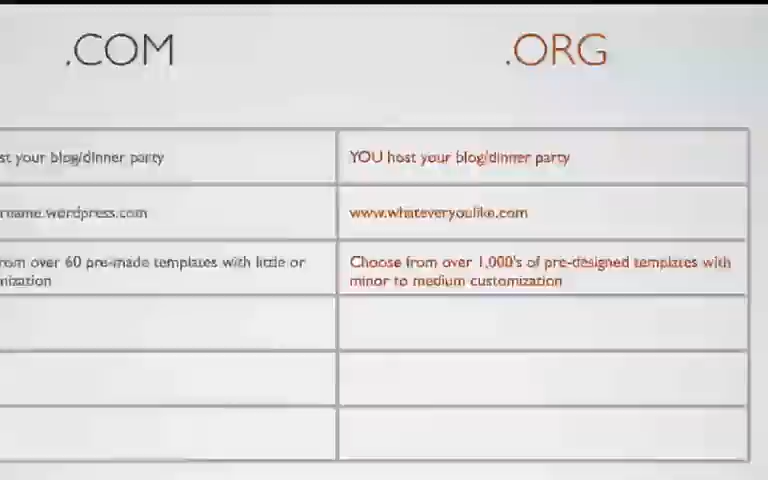 .COM
.ORG
st your blog/dinner party
YOU host your blog/dinner party
rname.wordpress.com
www.whateveryoulike.com
rom over 60 pre-made templates with little or
nization
Choose from over 1,000's of pre-designed templates with
minor to medium customization